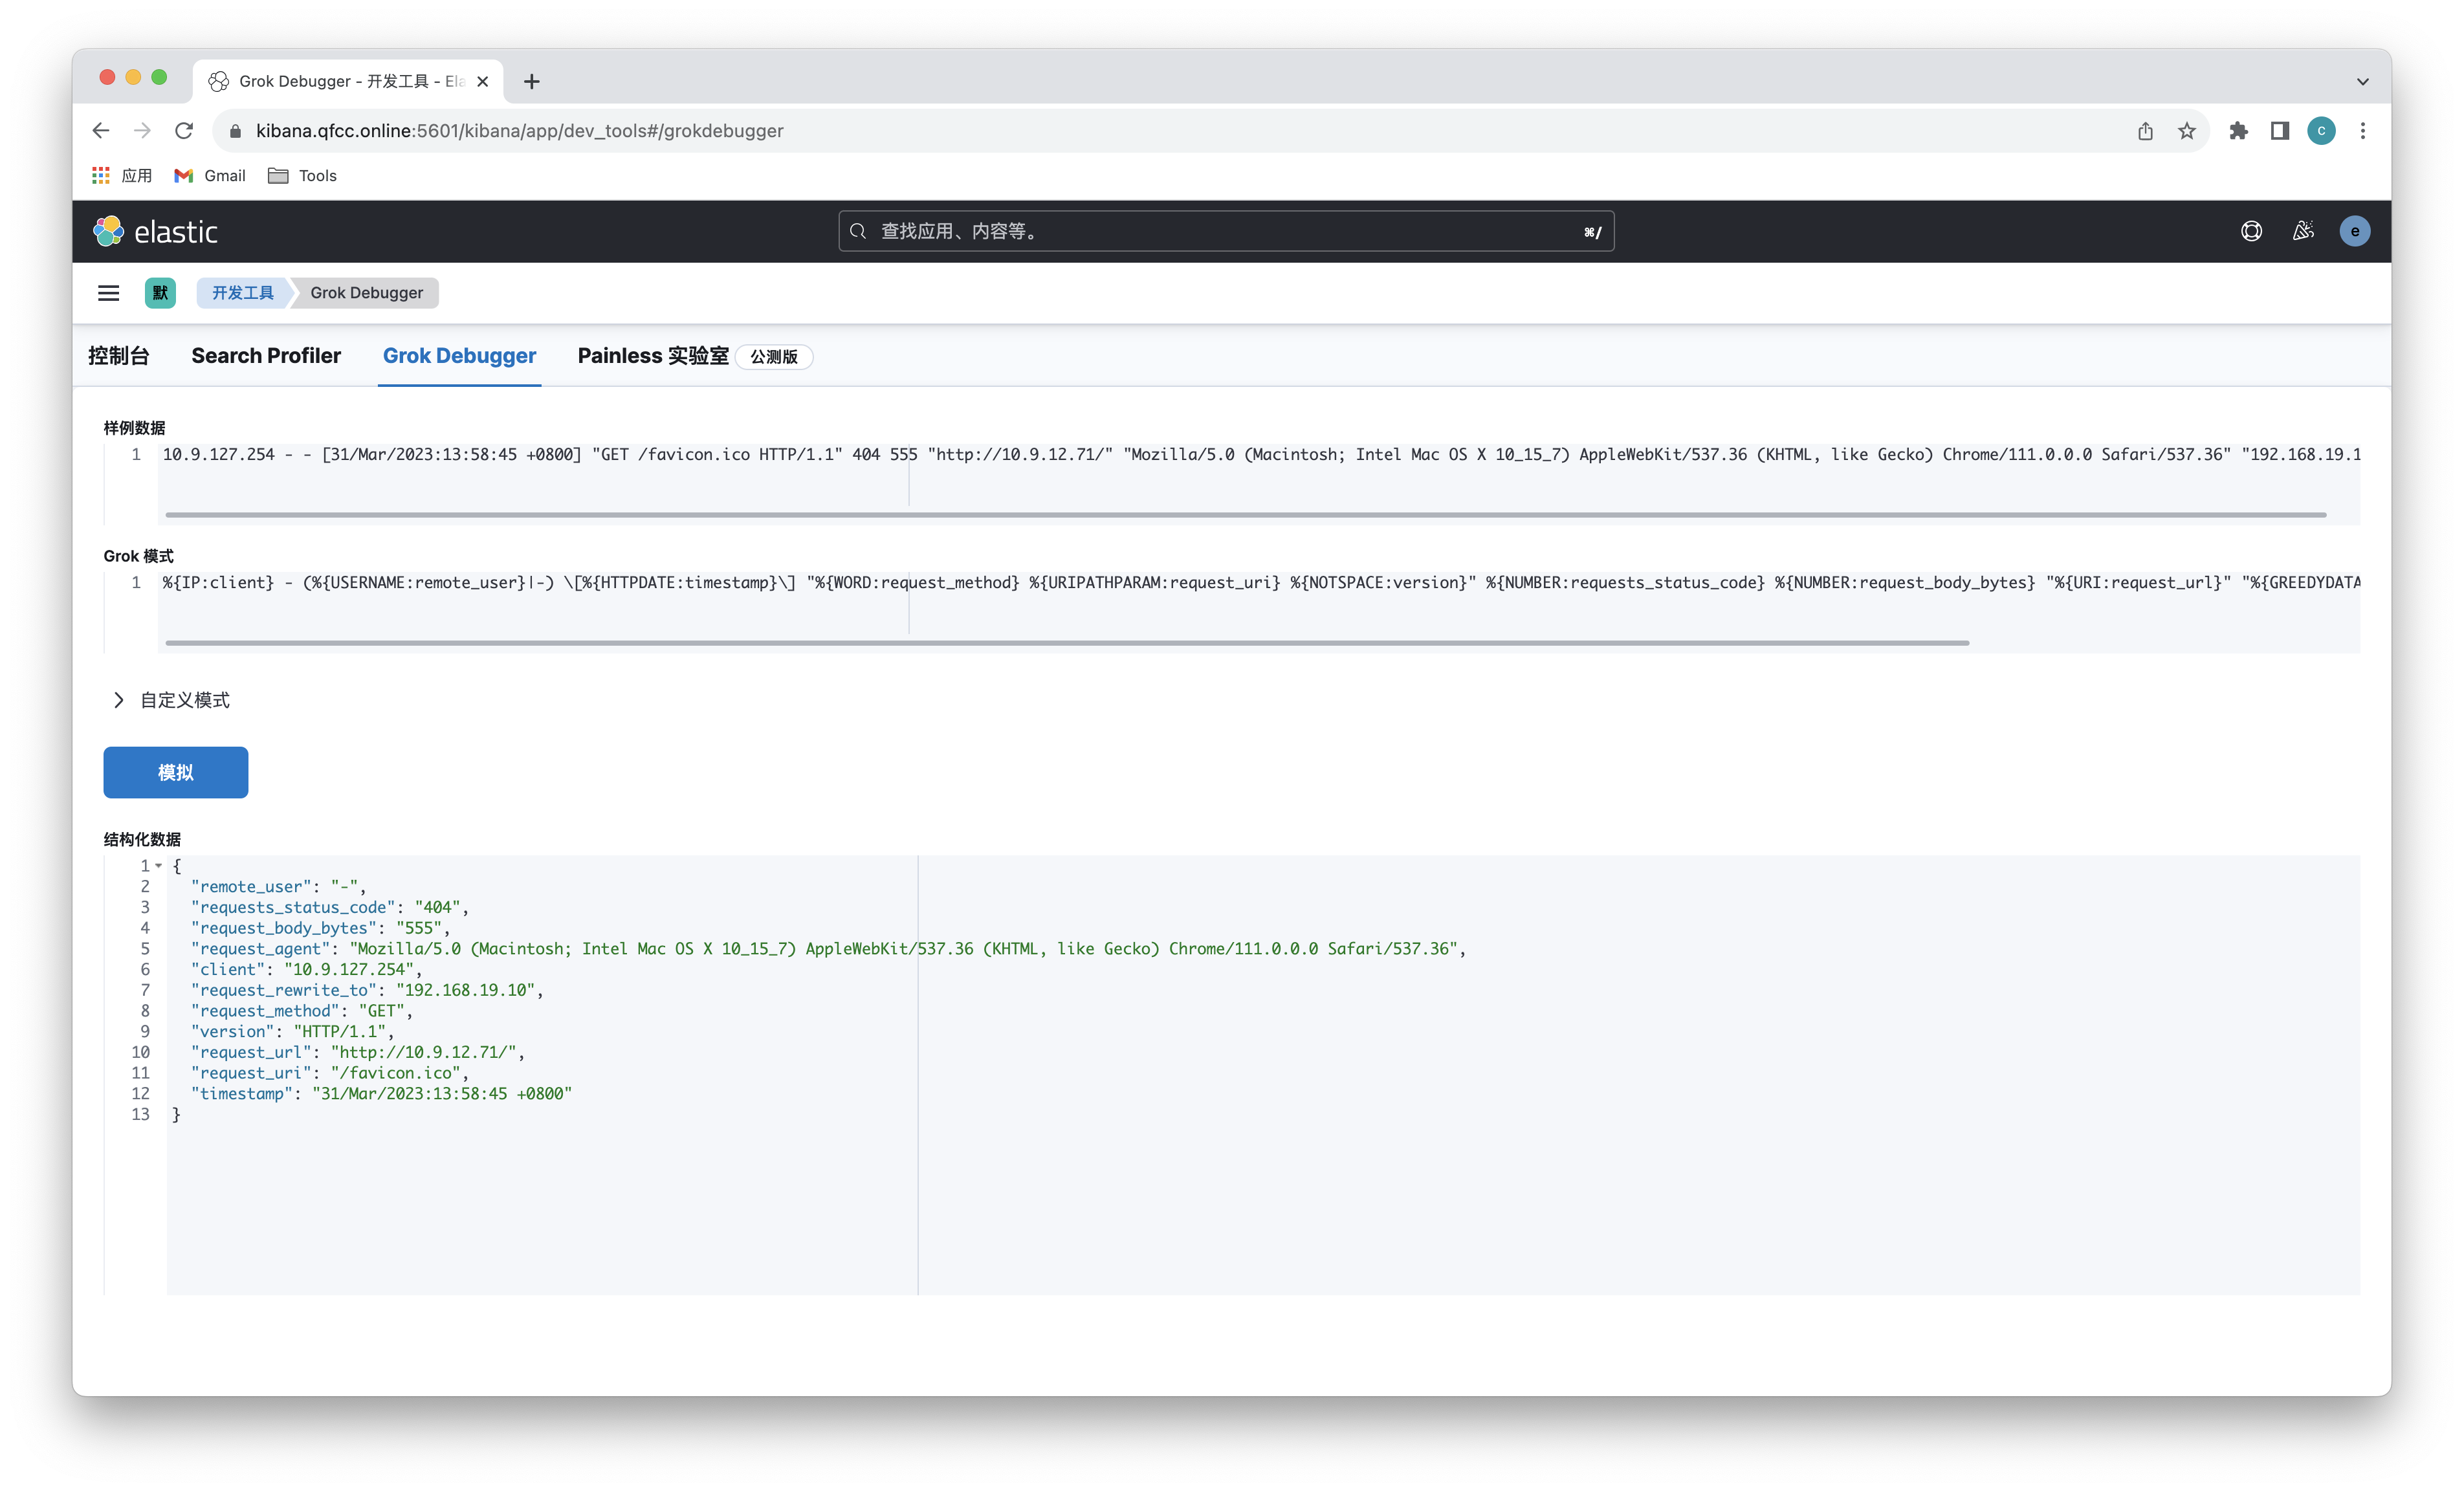 Grok Debugger - 开发工具 - Ela
kibana.qfcc.online:5601/kibana/app/dev_tools#/grokdebugger
C
应用 Gmail Tools
elastic 查找应用、内容等。 ⌘/ e
默 开发工具 Grok Debugger
控制台 Search Profiler Grok Debugger Painless 实验室 公测版
样例数据
1 10.9.127.254 - - [31/Mar/2023:13:58:45 +0800] "GET /favicon.ico HTTP/1.1" 404 555 "http://10.9.12.71/" "Mozilla/5.0 (Macintosh; Intel Mac OS X 10_15_7) AppleWebKit/537.36 (KHTML, like Gecko) Chrome/111.0.0.0 Safari/537.36" "192.168.19.1
Grok 模式
1 %{IP:client} - (%{USERNAME:remote_user}|-) \[%{HTTPDATE:timestamp}\] "%{WORD:request_method} %{URIPATHPARAM:request_uri} %{NOTSPACE:version}" %{NUMBER:requests_status_code} %{NUMBER:request_body_bytes} "%{URI:request_url}" "%{GREEDYDATA
自定义模式
模拟
结构化数据
1 {
2 "remote_user": "-",
3 "requests_status_code": "404",
4 "request_body_bytes": "555",
5 "request_agent": "Mozilla/5.0 (Macintosh; Intel Mac OS X 10_15_7) AppleWebKit/537.36 (KHTML, like Gecko) Chrome/111.0.0.0 Safari/537.36",
6 "client": "10.9.127.254",
7 "request_rewrite_to": "192.168.19.10",
8 "request_method": "GET",
9 "version": "HTTP/1.1",
10 "request_url": "http://10.9.12.71/",
11 "request_uri": "/favicon.ico",
12 "timestamp": "31/Mar/2023:13:58:45 +0800"
13 }